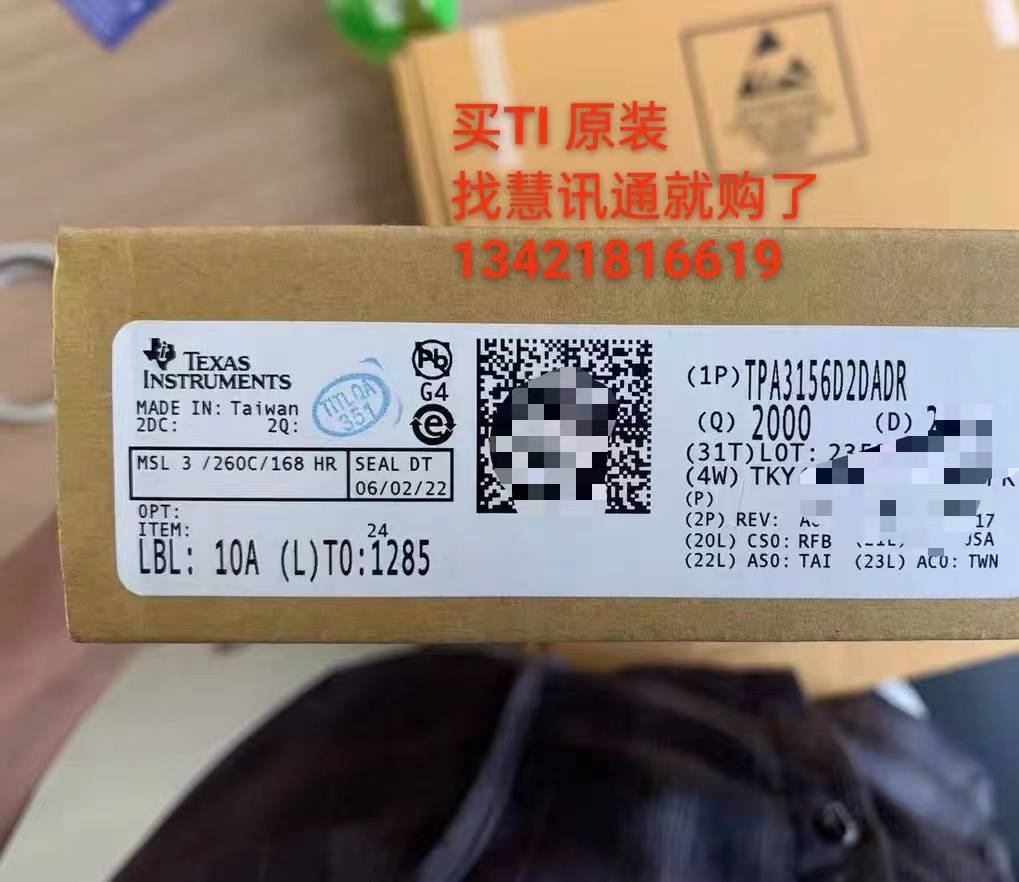 买TI 原装
找慧讯通就购了
13421816619
TEXAS
INSTRUMENTS
MADE IN: Taiwan
2DC: 2Q:
TITLQA
351
Pb
G4
e
MSL 3 /260C/168 HR
SEAL DT
06/02/22
OPT:
ITEM: 24
LBL: 10A (L)TO:1285
(1P) TPA3156D2DADR
(Q) 2000 (D) 2
(31T)LOT: 235
(4W) TKY
(P)
(2P) REV: 17
(20L) CSO: RFB
(22L) ASO: TAI (23L) ACO: TWN